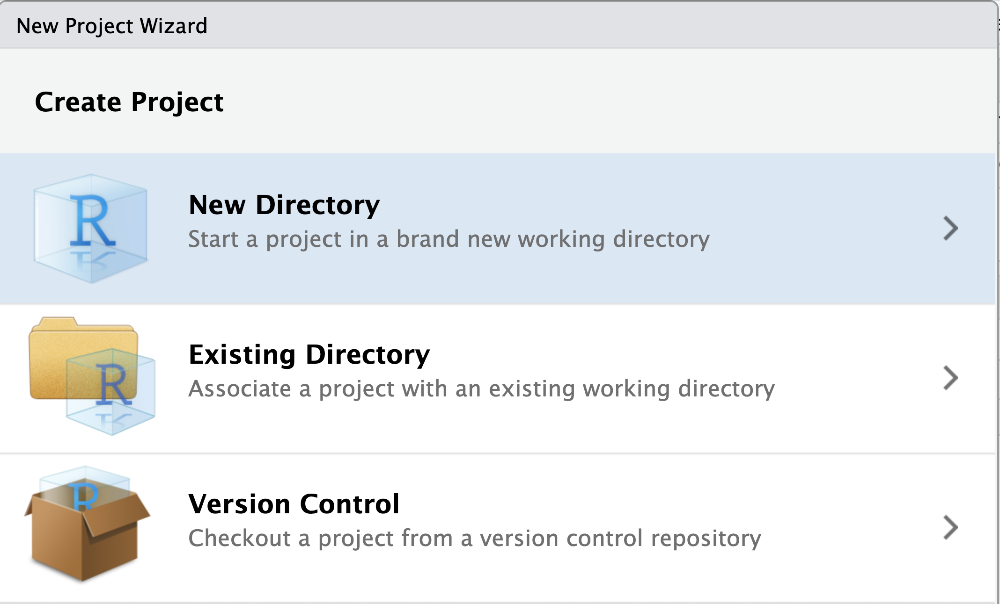 New Project Wizard
Create Project
R
New Directory
Start a project in a brand new working directory
R
Existing Directory
Associate a project with an existing working directory
R
Version Control
Checkout a project from a version control repository